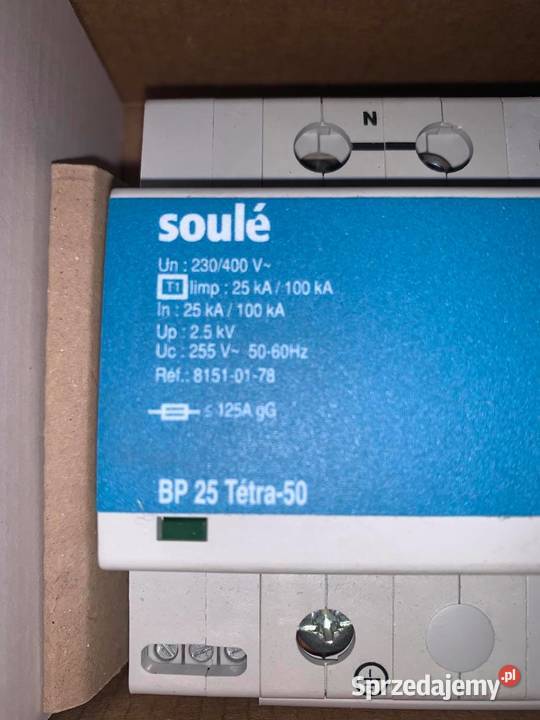 N
soulé
Un : 230/400 V~
T1 Iimp : 25 kA / 100 kA
In : 25 kA / 100 kA
Up : 2.5 kV
Uc : 255 V~ 50-60Hz
Réf.: 8151-01-78
≤ 125A gG
BP 25 Tétra-50
Sprzedajemy.pl